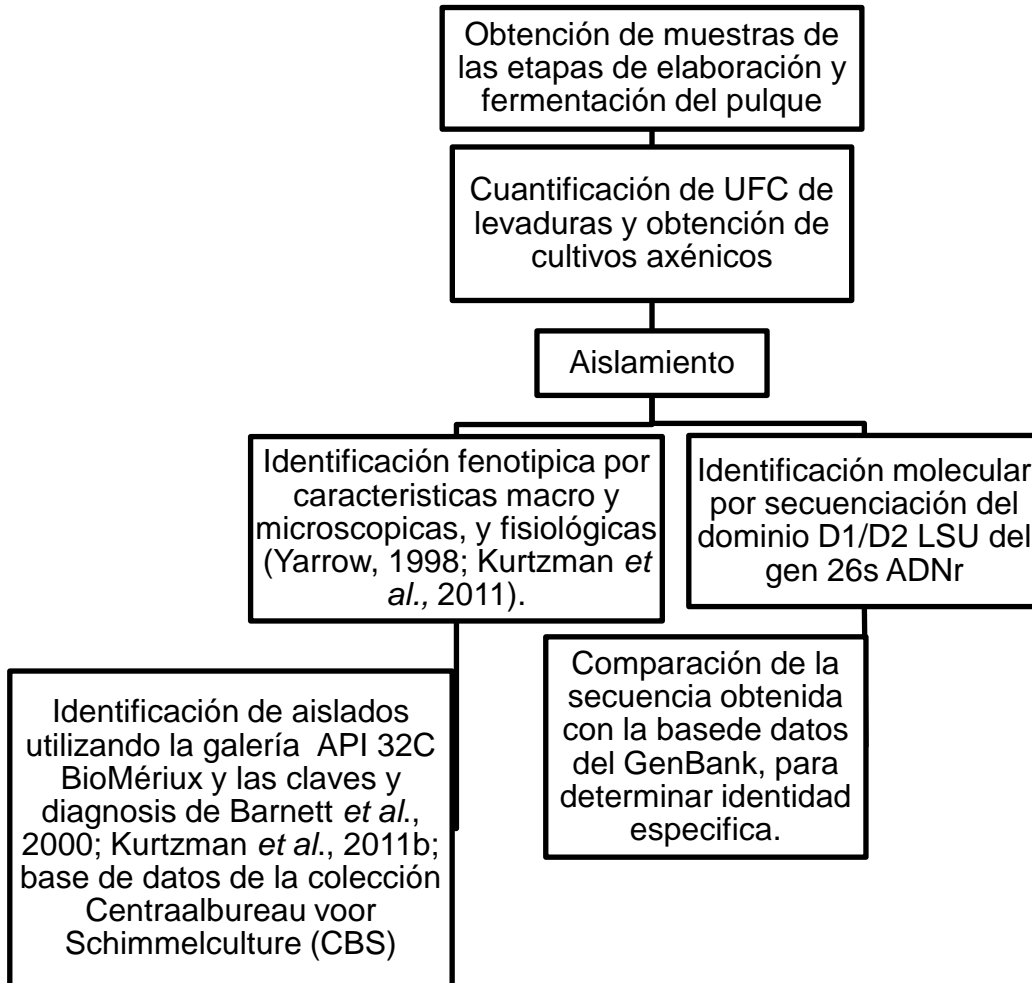 Obtención de muestras de
las etapas de elaboración y
fermentación del pulque
Cuantificación de UFC de
levaduras y obtención de
cultivos axénicos
Aislamiento
Identificación fenotipica por
caracteristicas macro y
microscopicas, y fisiológicas
(Yarrow, 1998; Kurtzman et
al., 2011).
Identificación de aislados
utilizando la galería API 32C
BioMériux y las claves y
diagnosis de Barnett et al.,
2000; Kurtzman et al., 2011b;
base de datos de la colección
Centraalbureau voor
Schimmelculture (CBS)
Identificación molecular
por secuenciación del
dominio D1/D2 LSU del
gen 26s ADNr
Comparación de la
secuencia obtenida
con la basede datos
del GenBank, para
determinar identidad
especifica.